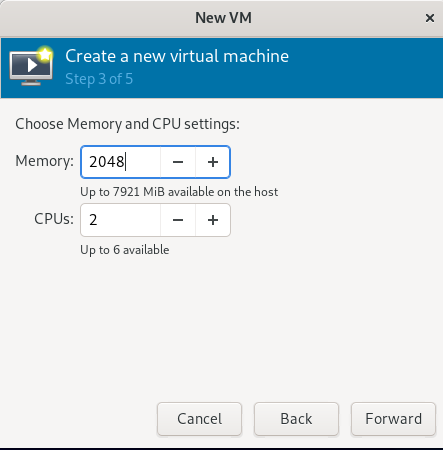 New VM
Create a new virtual machine
Step 3 of 5
Choose Memory and CPU settings:
Memory: 2048 − +
Up to 7921 MiB available on the host
CPUs: 2 − +
Up to 6 available
Cancel Back Forward